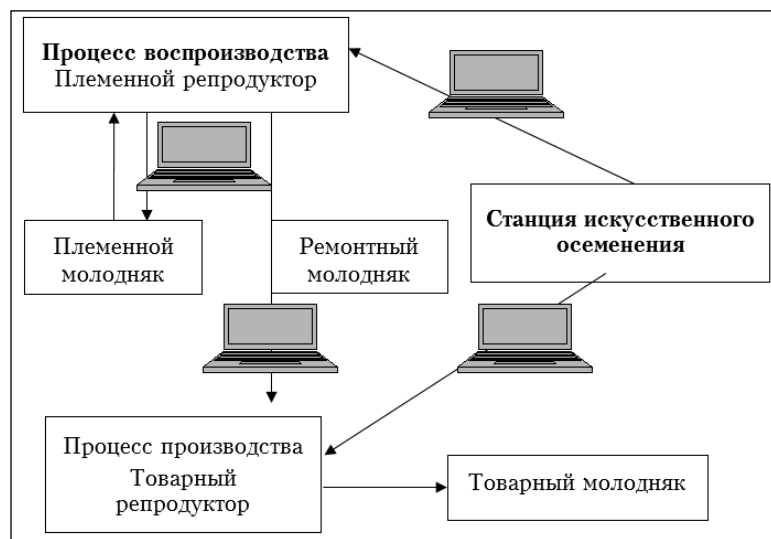 Процесс воспроизводства
Племенной репродуктор
Племенной
молодняк
Ремонтный
молодняк
Станция искусственного
осеменения
Процесс производства
Товарный
репродуктор
Товарный молодняк